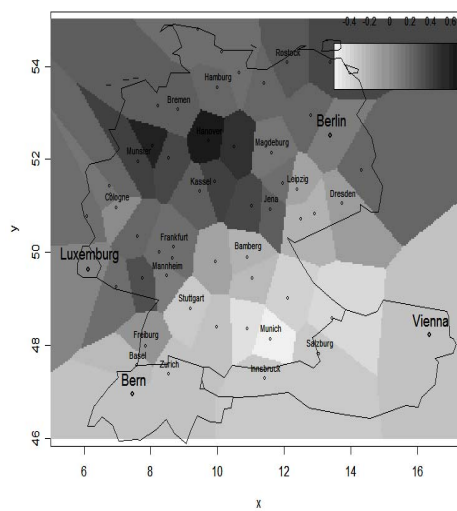 -0.4 -0.2 0 0.2 0.4 0.6
Rostock
Hamburg
Bremen
Berlin
Hanover
Magdeburg
Munster
Leipzig
Kassel
Dresden
Cologne
Jena
Frankfurt
Luxemburg
Bamberg
Mannheim
Stuttgart
Vienna
Freiburg
Munich
Salzburg
Basel
Zurich
Innsbruck
Bern
54
52
50
48
46
y
6 8 10 12 14 16
x